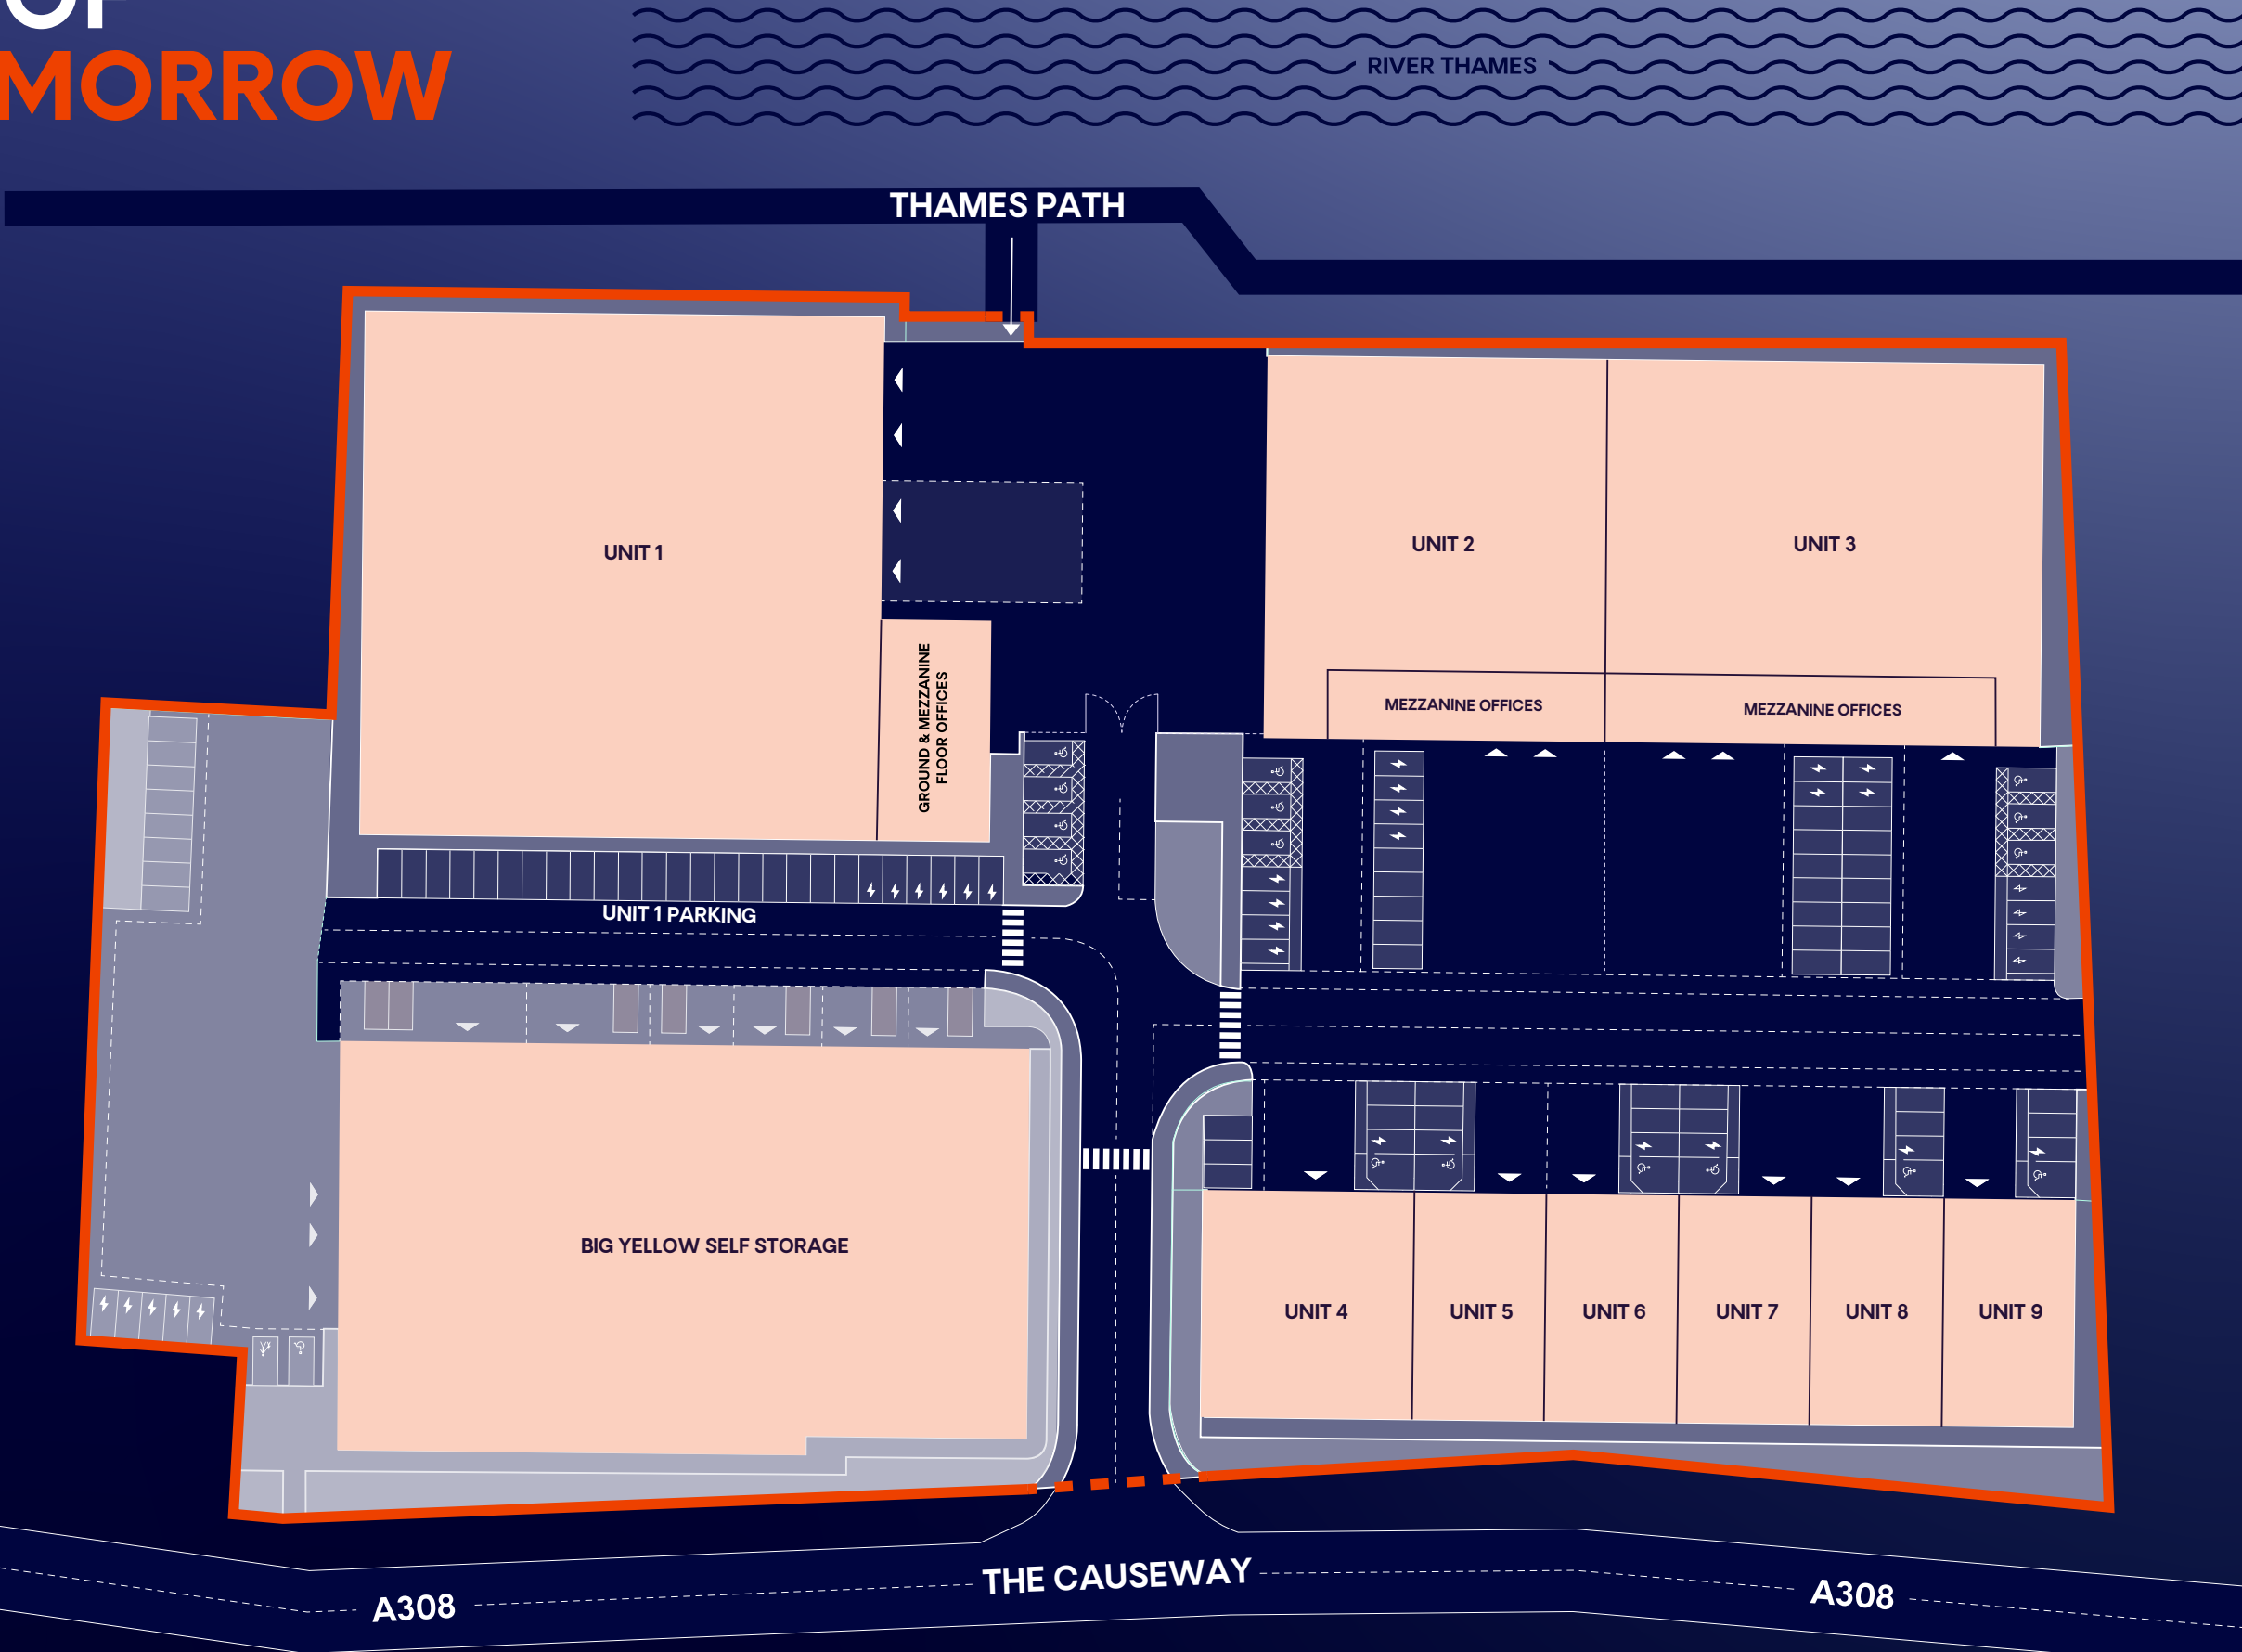 OF
MORROW
RIVER THAMES
THAMES PATH
UNIT 1
UNIT 2
UNIT 3
GROUND & MEZZANINE
FLOOR OFFICES
MEZZANINE OFFICES
MEZZANINE OFFICES
UNIT 1 PARKING
BIG YELLOW SELF STORAGE
UNIT 4
UNIT 5
UNIT 6
UNIT 7
UNIT 8
UNIT 9
THE CAUSEWAY
A308
A308